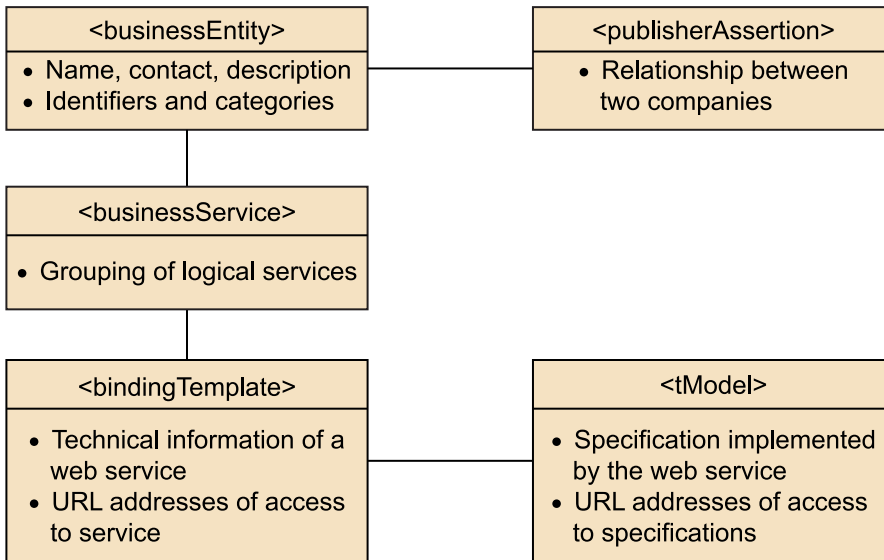 <businessEntity>
• Name, contact, description
• Identifiers and categories
<publisherAssertion>
• Relationship between
two companies
<businessService>
• Grouping of logical services
<bindingTemplate>
• Technical information of a
web service
• URL addresses of access
to service
<tModel>
• Specification implemented
by the web service
• URL addresses of access
to specifications